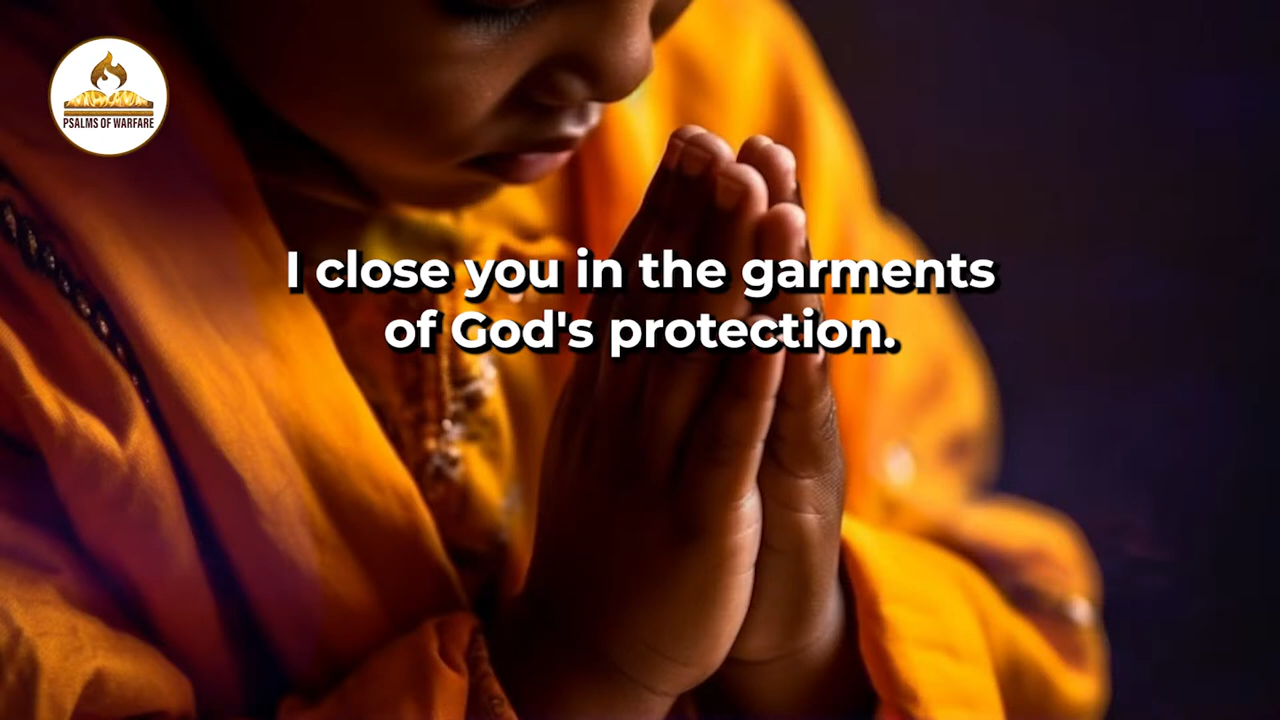 PSALMS OF WARFARE
I close you in the garments
of God's protection.